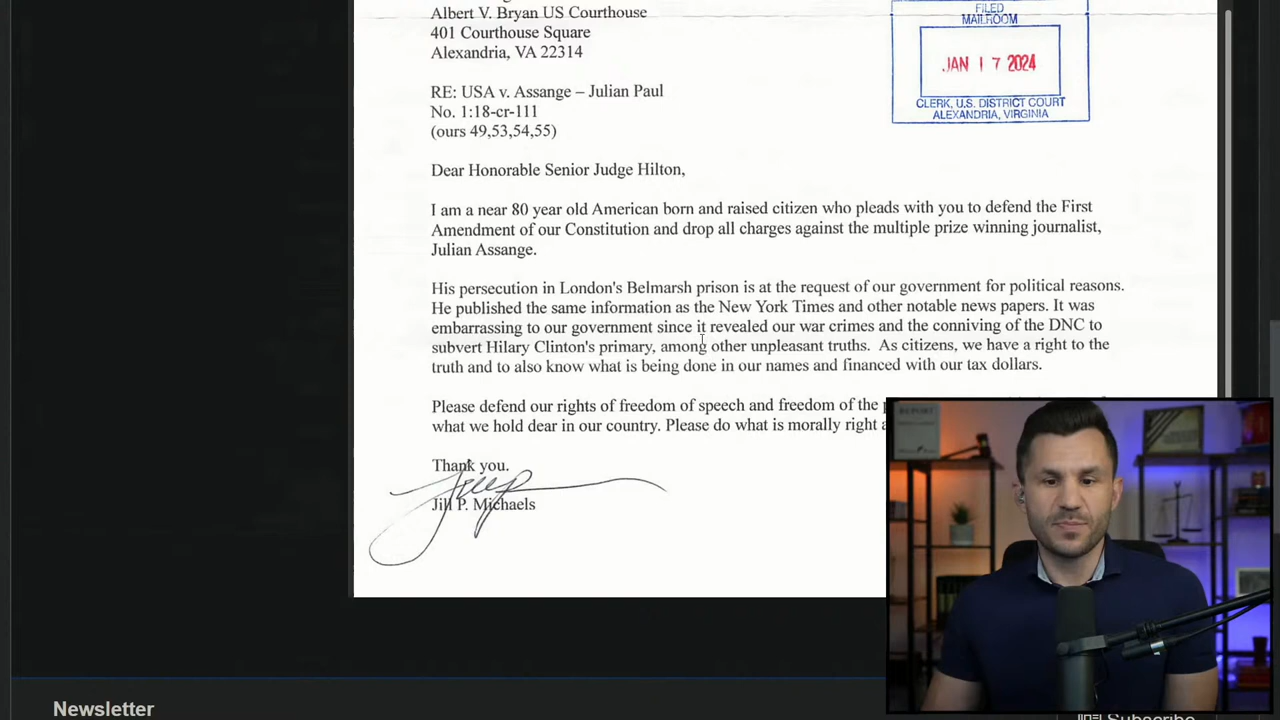 Albert V. Bryan US Courthouse
401 Courthouse Square
Alexandria, VA 22314
FILED
MAILROOM
JAN 17 2024
CLERK, U.S. DISTRICT COURT
ALEXANDRIA, VIRGINIA
RE: USA v. Assange – Julian Paul
No. 1:18-cr-111
(ours 49,53,54,55)
Dear Honorable Senior Judge Hilton,
I am a near 80 year old American born and raised citizen who pleads with you to defend the First
Amendment of our Constitution and drop all charges against the multiple prize winning journalist,
Julian Assange.
His persecution in London's Belmarsh prison is at the request of our government for political reasons.
He published the same information as the New York Times and other notable news papers. It was
embarrassing to our government since it revealed our war crimes and the conniving of the DNC to
subvert Hilary Clinton's primary, among other unpleasant truths. As citizens, we have a right to the
truth and to also know what is being done in our names and financed with our tax dollars.
Please defend our rights of freedom of speech and freedom of the
what we hold dear in our country. Please do what is morally right
Thank you.
Jill P. Michaels
REPORT
Newsletter
Subscribe